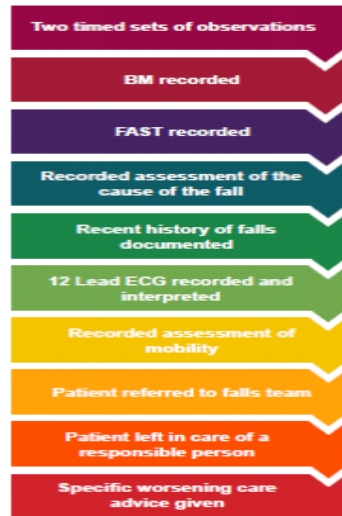 Two timed sets of observations
BM recorded
FAST recorded
Recorded assessment of the
cause of the fall
Recent history of falls
documented
12 Lead ECG recorded and
interpreted
Recorded assessment of
mobility
Patient referred to falls team
Patient left in care of a
responsible person
Specific worsening care
advice given